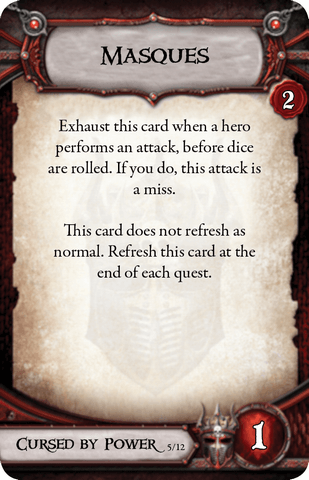 Masques
2
Exhaust this card when a hero
performs an attack, before dice
are rolled. If you do, this attack is
a miss.
This card does not refresh as
normal. Refresh this card at the
end of each quest.
Cursed by Power 5/12
1